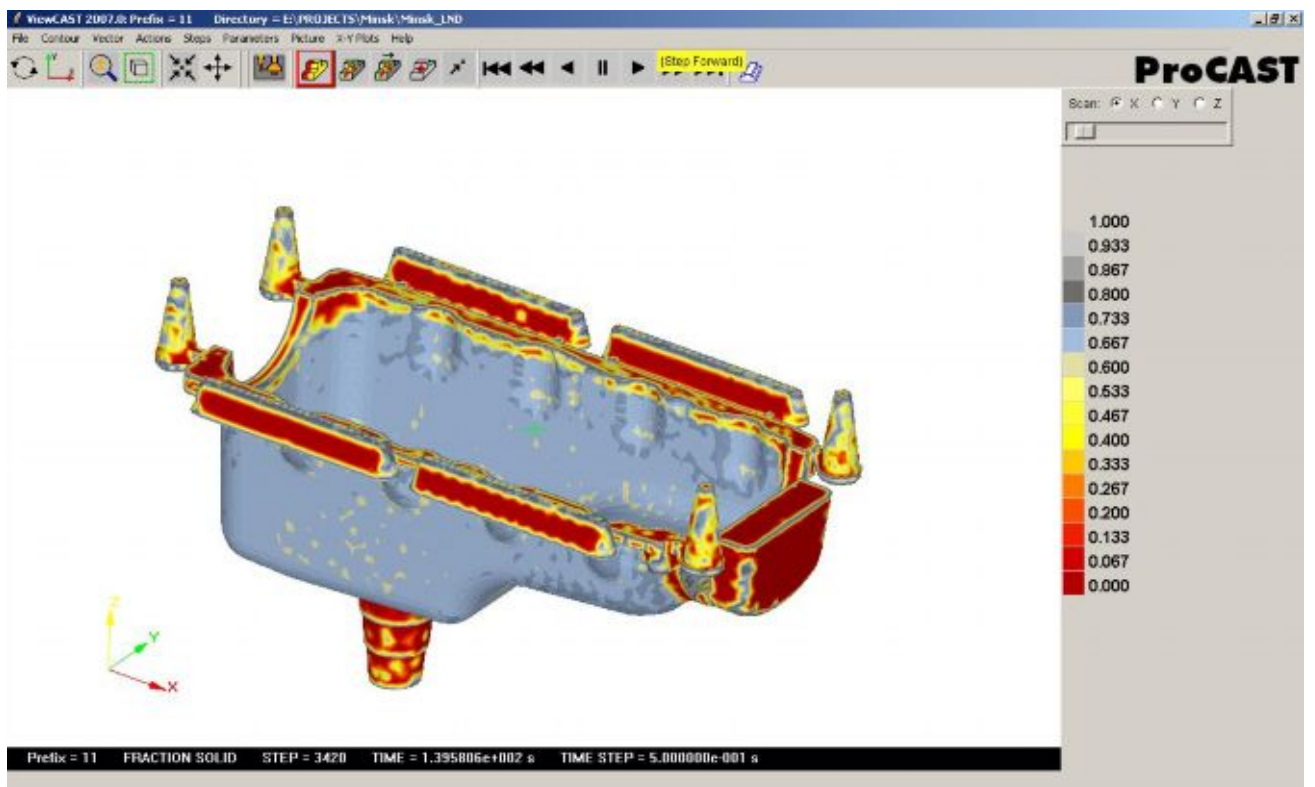 ViewCAST 2007.0: Prefix = 11 Directory = E:\PROJECTS\Minsk\Minsk_LND
File Contour Vector Actions Steps Parameters Picture X-Y Plots Help
(Step Forward)
ProCAST
Scan: X Y Z
1.000
0.933
0.867
0.800
0.733
0.667
0.600
0.533
0.467
0.400
0.333
0.267
0.200
0.133
0.067
0.000
Z
Y
X
Prefix = 11 FRACTION SOLID STEP = 3420 TIME = 1.395806e+002 s TIME STEP = 5.000000e-001 s